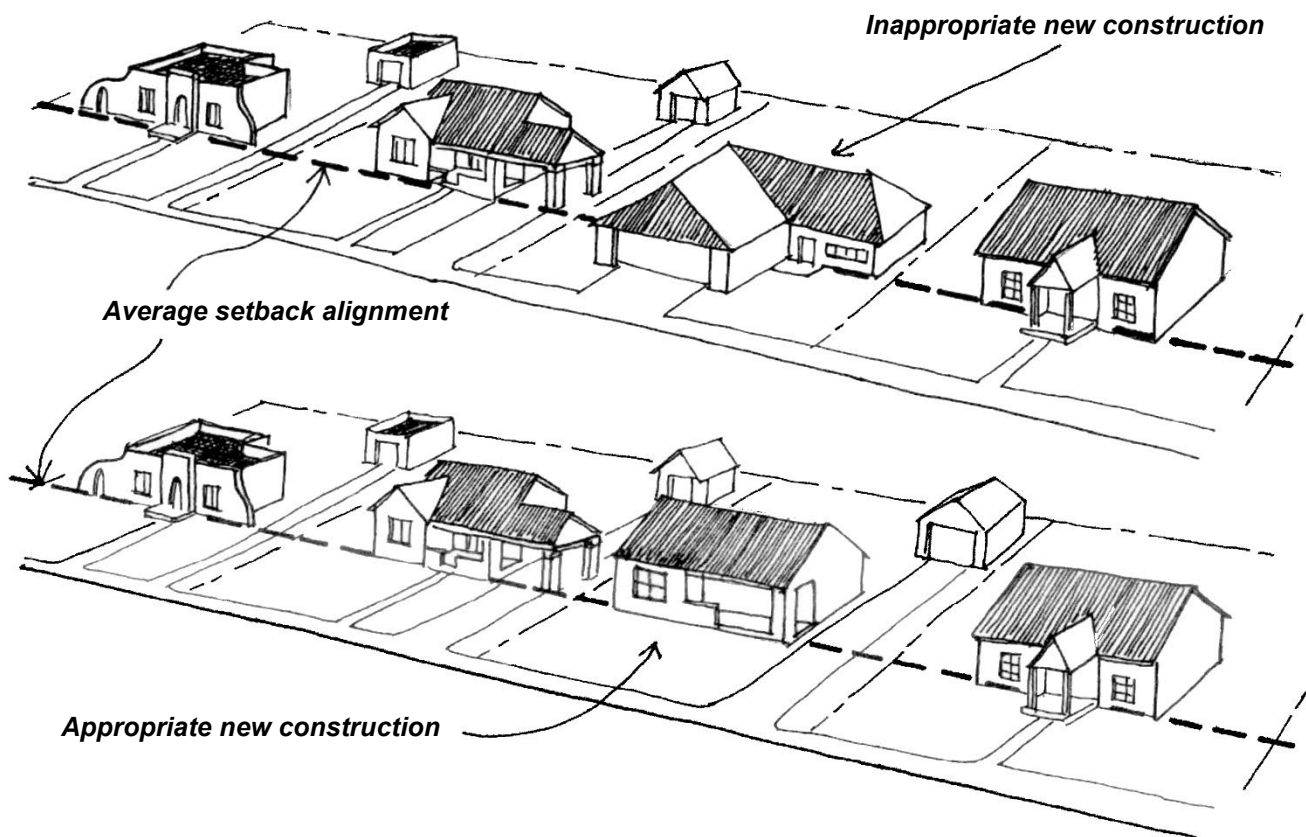 Inappropriate new construction
Average setback alignment
Appropriate new construction